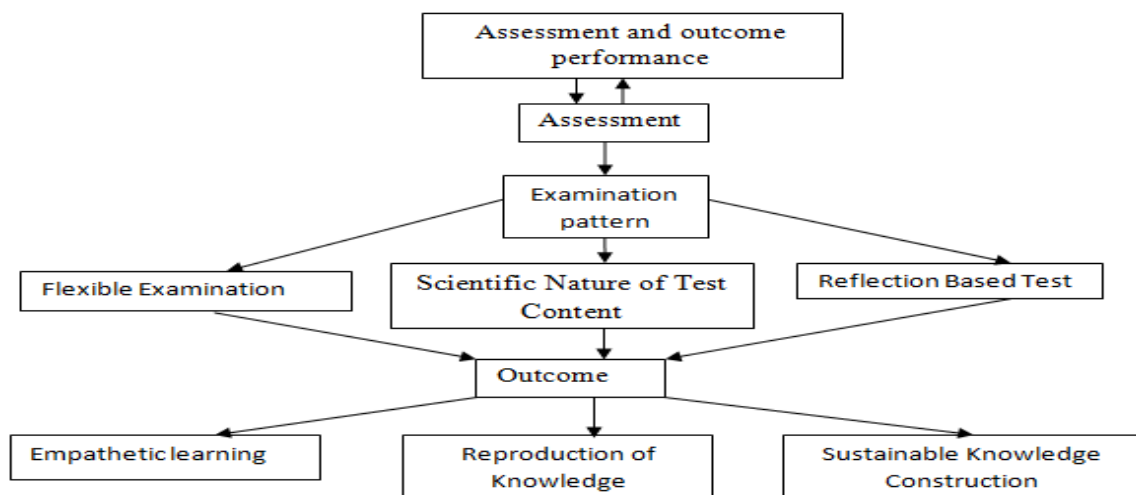 Assessment and outcome
performance
Assessment
Examination
pattern
Flexible Examination
Scientific Nature of Test
Content
Reflection Based Test
Outcome
Empathetic learning
Reproduction of
Knowledge
Sustainable Knowledge
Construction